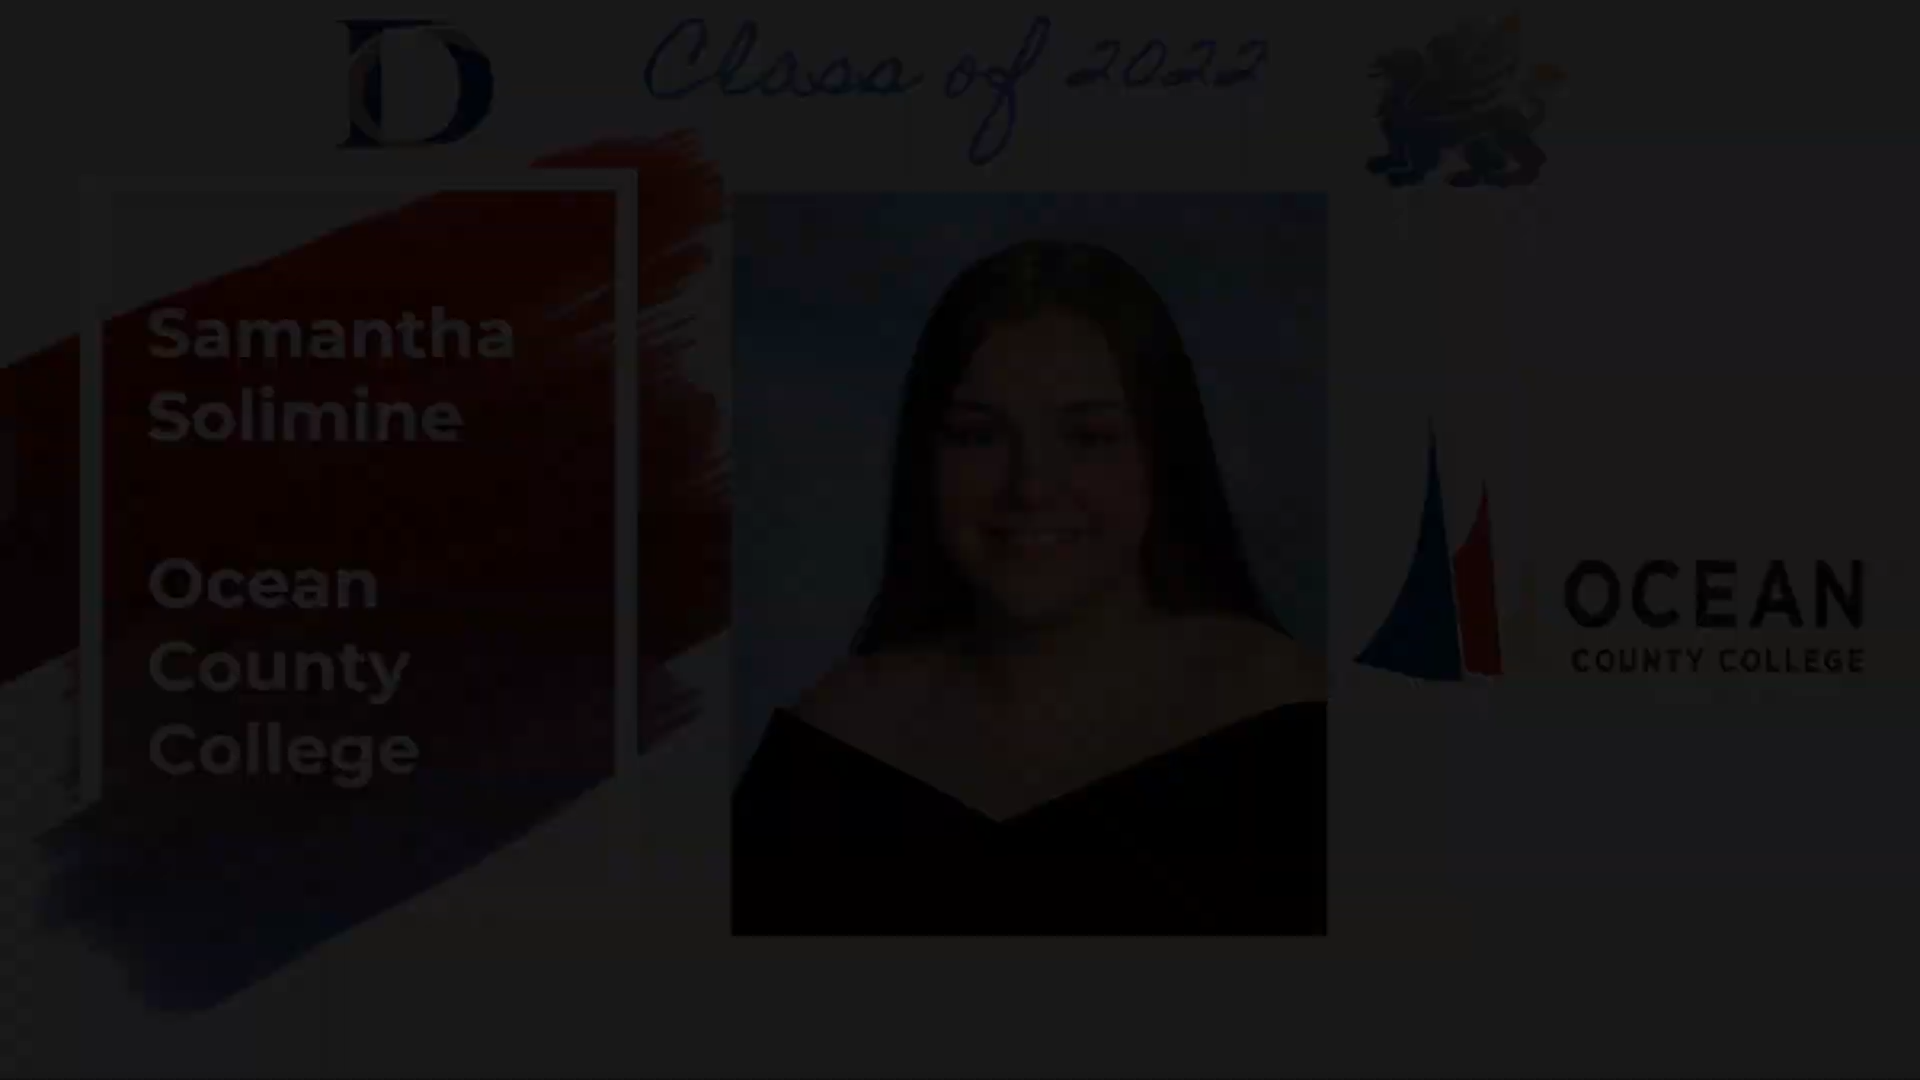 D
Class of 2022
Samantha
Solimine
Ocean
County
College
OCEAN
COUNTY COLLEGE